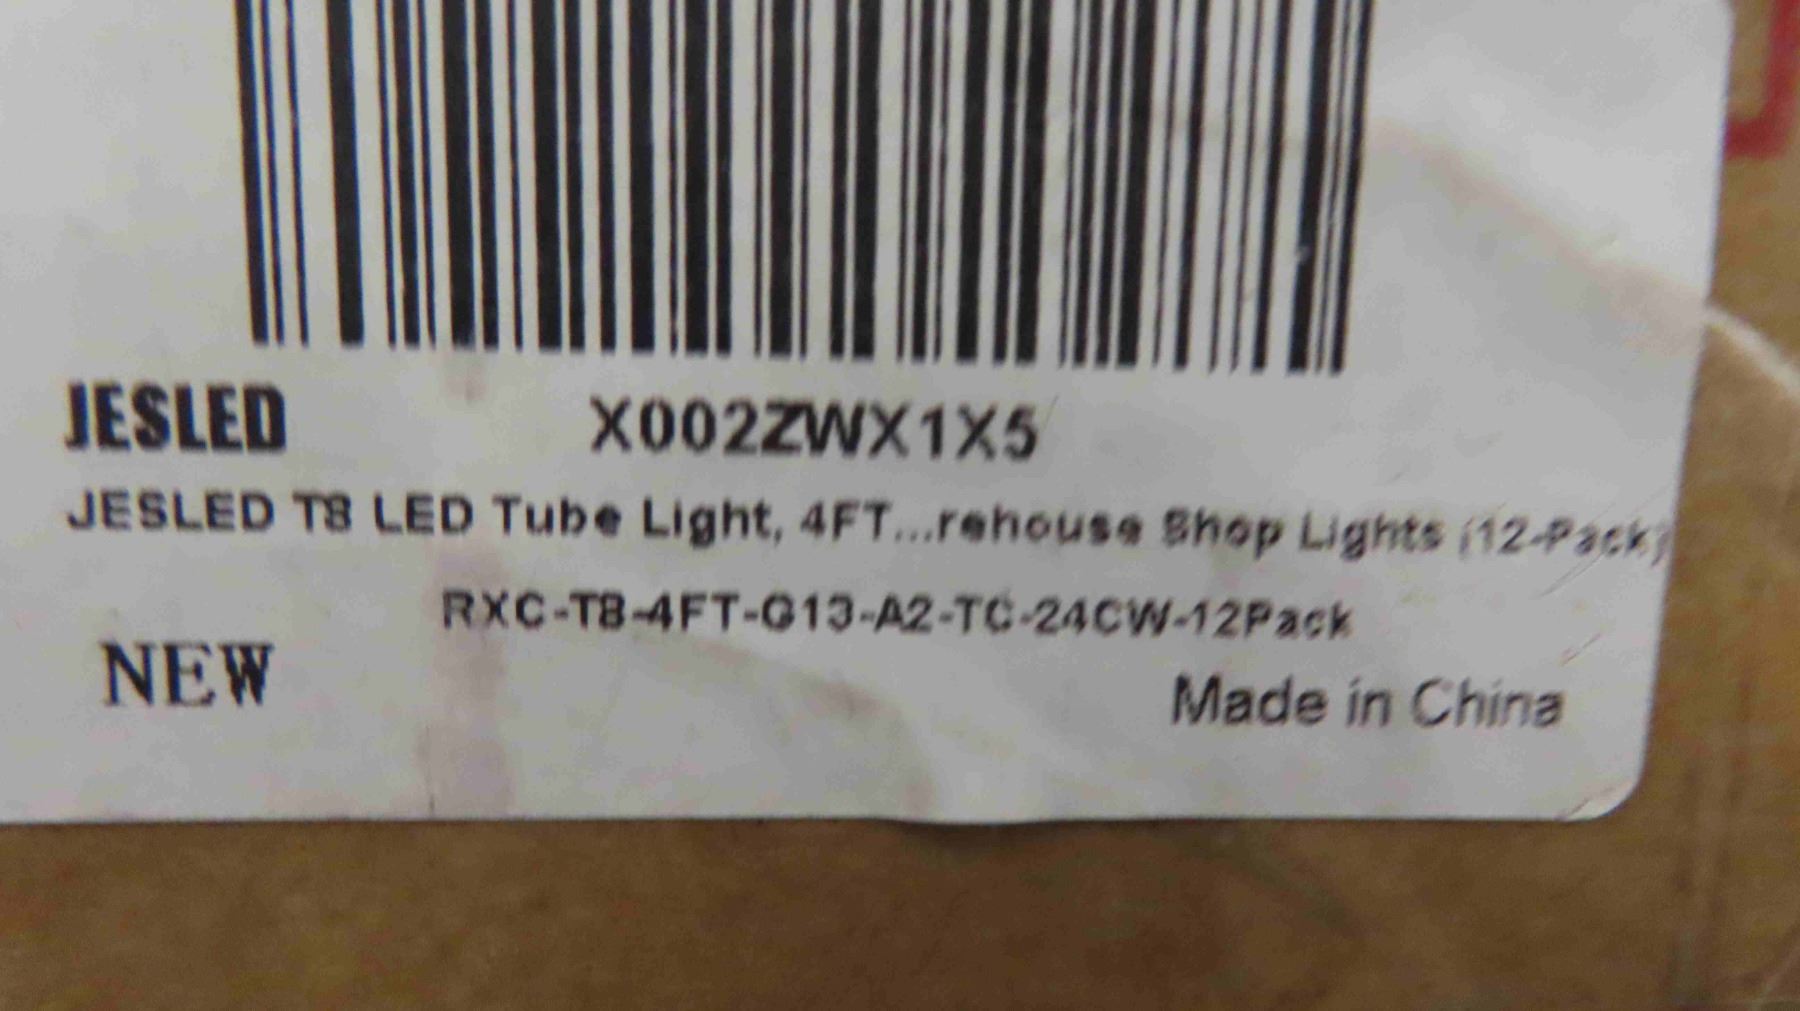 JESLED X002ZWX1X5
JESLED T8 LED Tube Light, 4FT...rehouse Shop Lights (12-Pack)
RXC-T8-4FT-G13-A2-TC-24CW-12Pack
NEW
Made in China